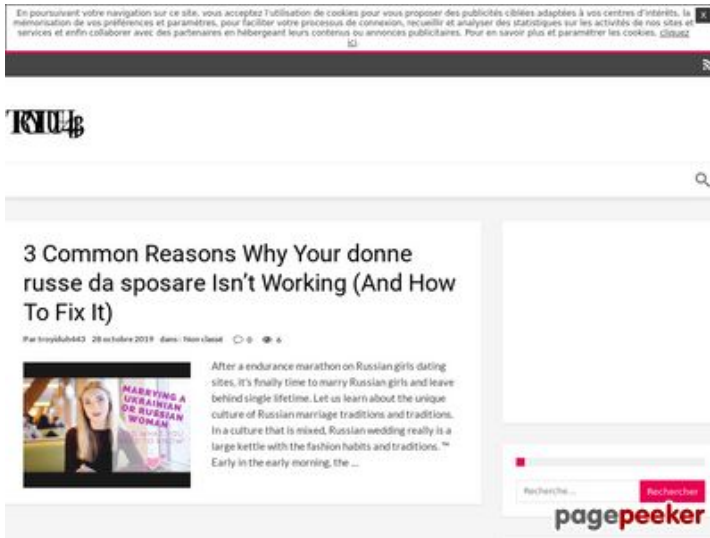 En poursuivant votre navigation sur ce site, vous acceptez l'utilisation de cookies pour vous proposer des publicités ciblées adaptées à vos centres d'intérêts, la
mémorisation de vos préférences et paramètres, pour faciliter votre processus de connexion, recueillir et analyser des statistiques sur les activités de nos sites et
services et enfin collaborer avec des partenaires en hébergeant leurs contenus ou annonces publicitaires. Pour en savoir plus et paramétrer les cookies, cliquez
ici
X
3 Common Reasons Why Your donne
russe da sposare Isn't Working (And How
To Fix It)
Par troyiduh443 28 octobre 2019 dans: Non classé 0 6
After a endurance marathon on Russian girls dating
sites, it's finally time to marry Russian girls and leave
behind single lifetime. Let us learn about the unique
culture of Russian marriage traditions and traditions.
In a culture that is mixed, Russian wedding really is a
large kettle with the fashion habits and traditions. ™
Early in the early morning, the ...
MARRYING A
UKRAINIAN
OR RUSSIAN
WOMAN
Recherche...
Rechercher
pagepeeker